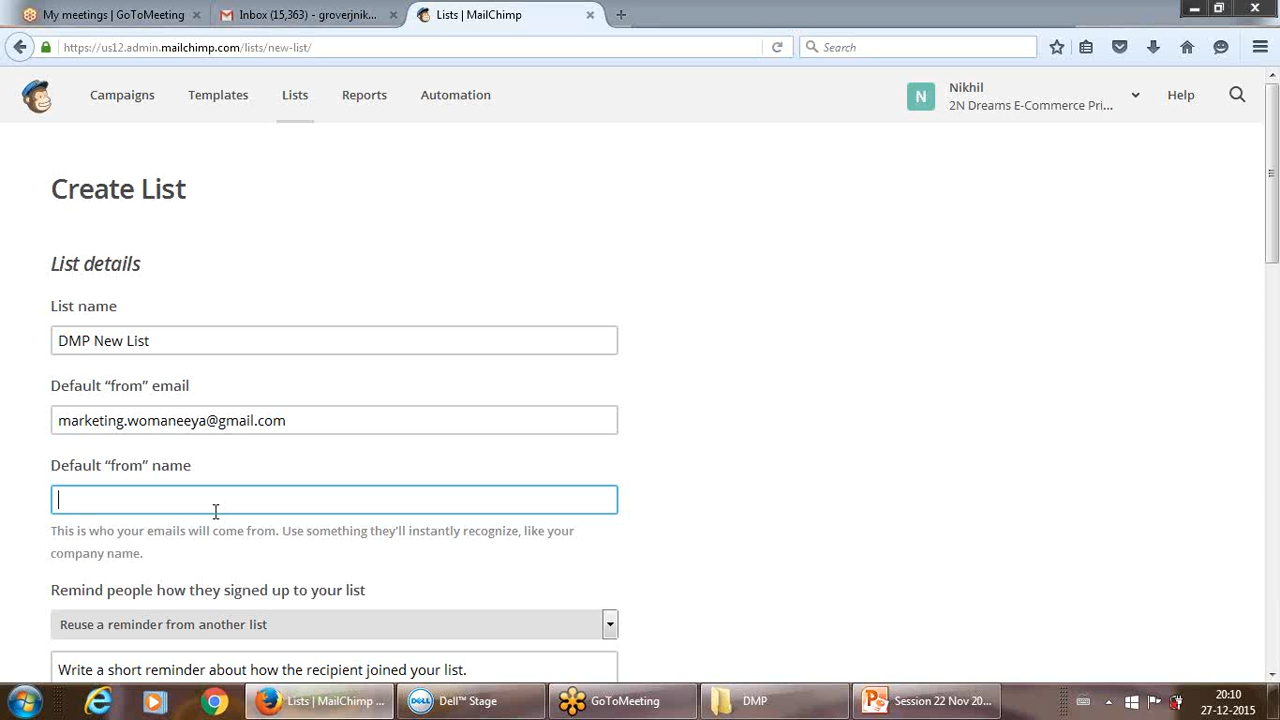 My meetings | GoToMeeting
Inbox (15,363) - groverjnik...
Lists | MailChimp
https://us12.admin.mailchimp.com/lists/new-list/
Search
Campaigns
Templates
Lists
Reports
Automation
N
Nikhil
2N Dreams E-Commerce Pri...
Help
Create List
List details
List name
DMP New List
Default “from” email
marketing.womaneeya@gmail.com
Default “from” name
This is who your emails will come from. Use something they'll instantly recognize, like your
company name.
Remind people how they signed up to your list
Reuse a reminder from another list
Write a short reminder about how the recipient joined your list.
Lists | MailChimp ...
DELL
Dell™ Stage
GoToMeeting
DMP
Session 22 Nov 20...
20:10
27-12-2015